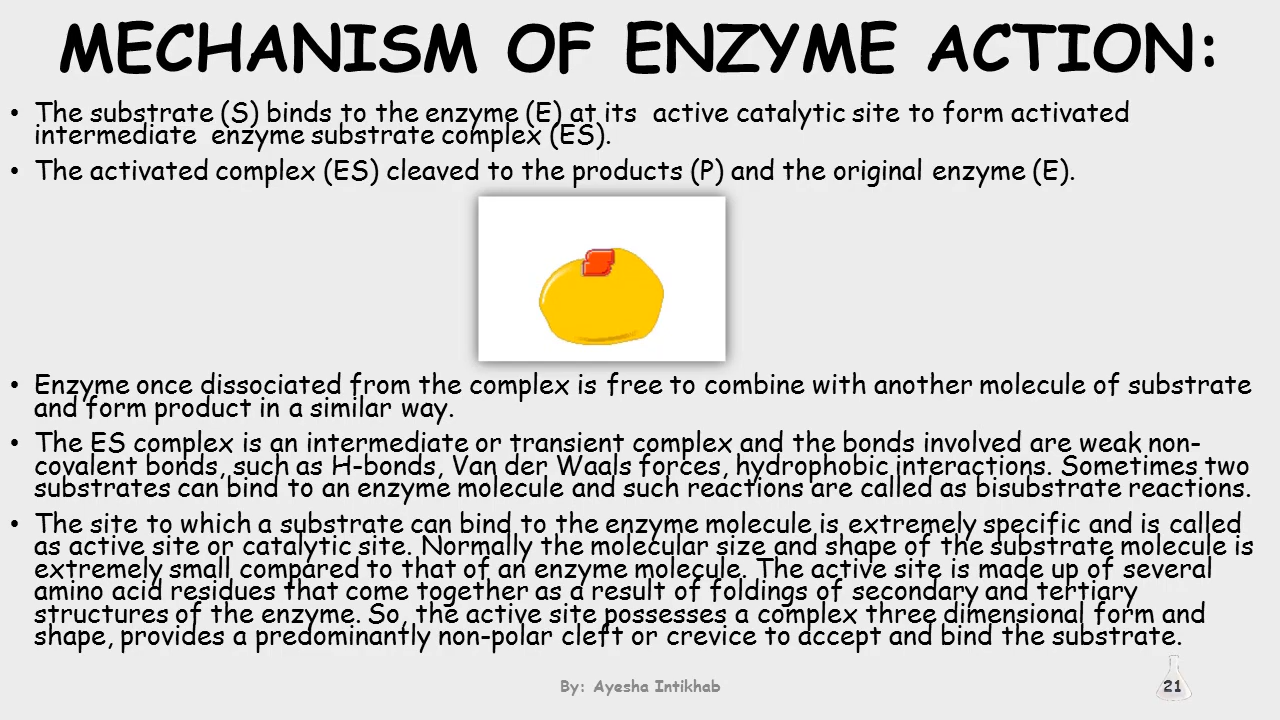 MECHANISM OF ENZYME ACTION:
• The substrate (S) binds to the enzyme (E) at its active catalytic site to form activated
intermediate enzyme substrate complex (ES).
• The activated complex (ES) cleaved to the products (P) and the original enzyme (E).
• Enzyme once dissociated from the complex is free to combine with another molecule of substrate
and form product in a similar way.
• The ES complex is an intermediate or transient complex and the bonds involved are weak non-
covalent bonds, such as H-bonds, Van der Waals forces, hydrophobic interactions. Sometimes two
substrates can bind to an enzyme molecule and such reactions are called as bisubstrate reactions.
• The site to which a substrate can bind to the enzyme molecule is extremely specific and is called
as active site or catalytic site. Normally the molecular size and shape of the substrate molecule is
extremely small compared to that of an enzyme molecule. The active site is made up of several
amino acid residues that come together as a result of foldings of secondary and tertiary
structures of the enzyme. So, the active site possesses a complex three dimensional form and
shape, provides a predominantly non-polar cleft or crevice to accept and bind the substrate.
By: Ayesha Intikhab
21